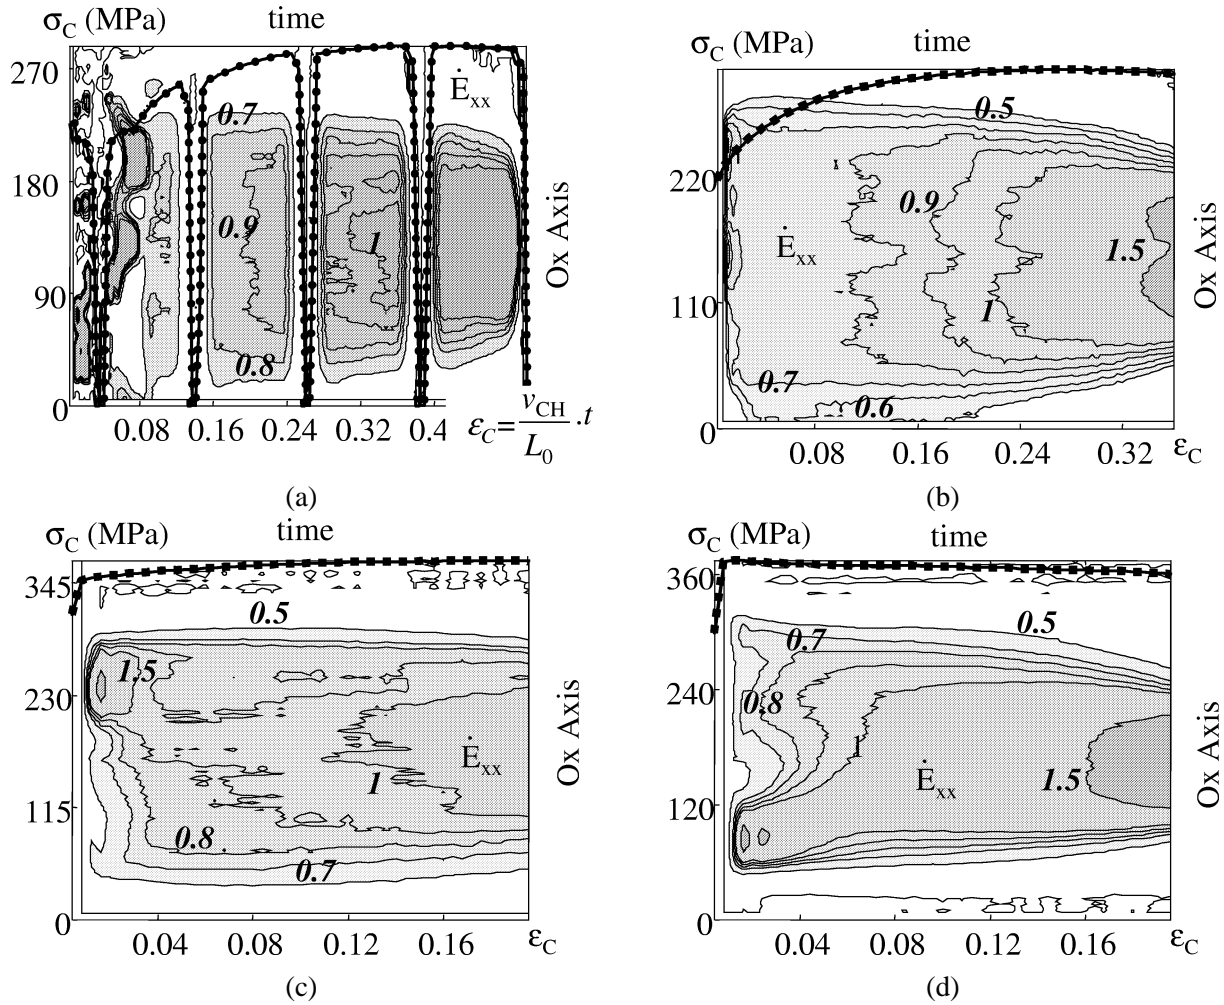 σC (MPa) time
270
180
90
0
0.7
0.9
0.8
1
Ėxx
Ox Axis
0.08 0.16 0.24 0.32 0.4
εC = vCH/L0 .t
(a)
σC (MPa) time
220
110
0
0.5
0.9
Ėxx
1.5
1
0.7
0.6
Ox Axis
0.08 0.16 0.24 0.32 εC
(b)
σC (MPa) time
345
230
115
0
0.5
1.5
Ėxx
1
0.8
0.7
Ox Axis
0.04 0.08 0.12 0.16 εC
(c)
σC (MPa) time
360
240
120
0
0.5
0.7
0.8
1
Ėxx
1.5
Ox Axis
0.04 0.08 0.12 0.16 εC
(d)